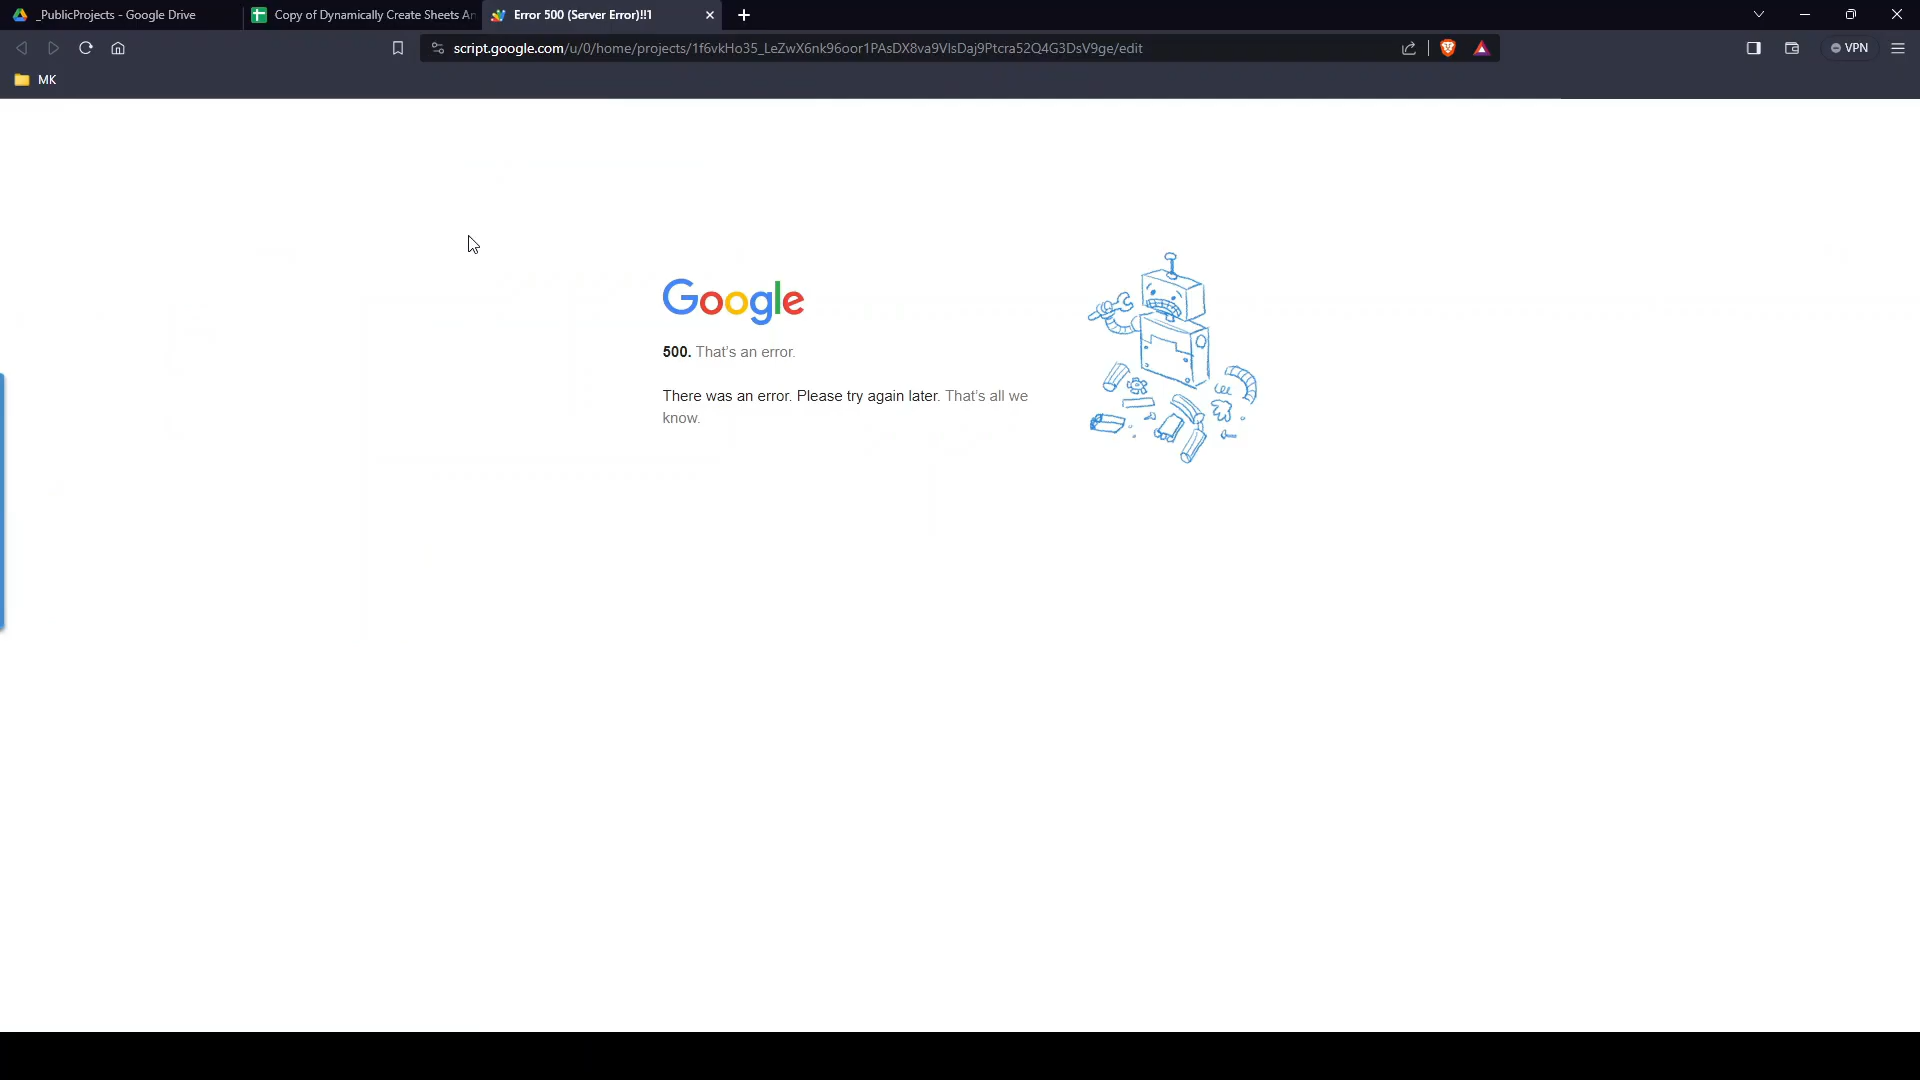 _PublicProjects - Google Drive
Copy of Dynamically Create Sheets An
Error 500 (Server Error)!!1
script.google.com/u/0/home/projects/1f6vkHo35_LeZwX6nk96oor1PAsDX8va9VlsDaj9Ptcra52Q4G3DsV9ge/edit
VPN
MK
Google
500. That's an error.
There was an error. Please try again later. That's all we
know.